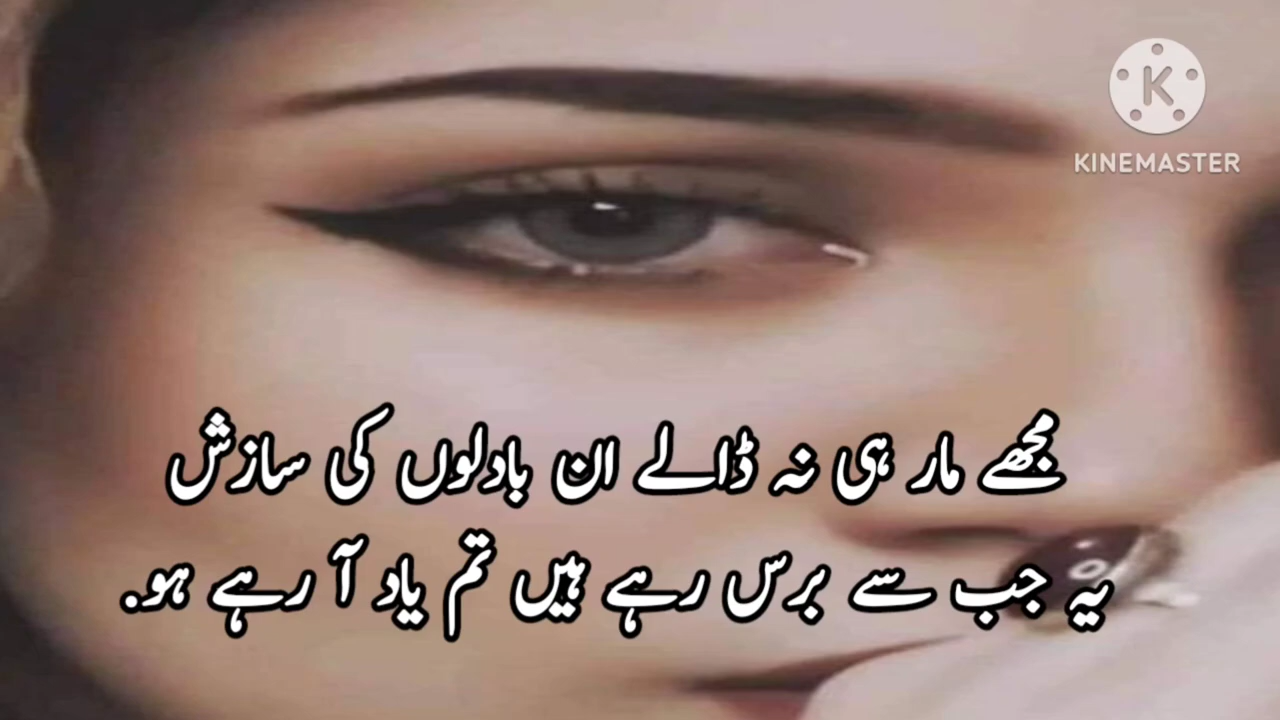 KINEMASTER
مجھے مار ہی نہ ڈالے ان بادلوں کی سازش
یہ جب سے برس رہے ہیں تم یاد آ رہے ہو.